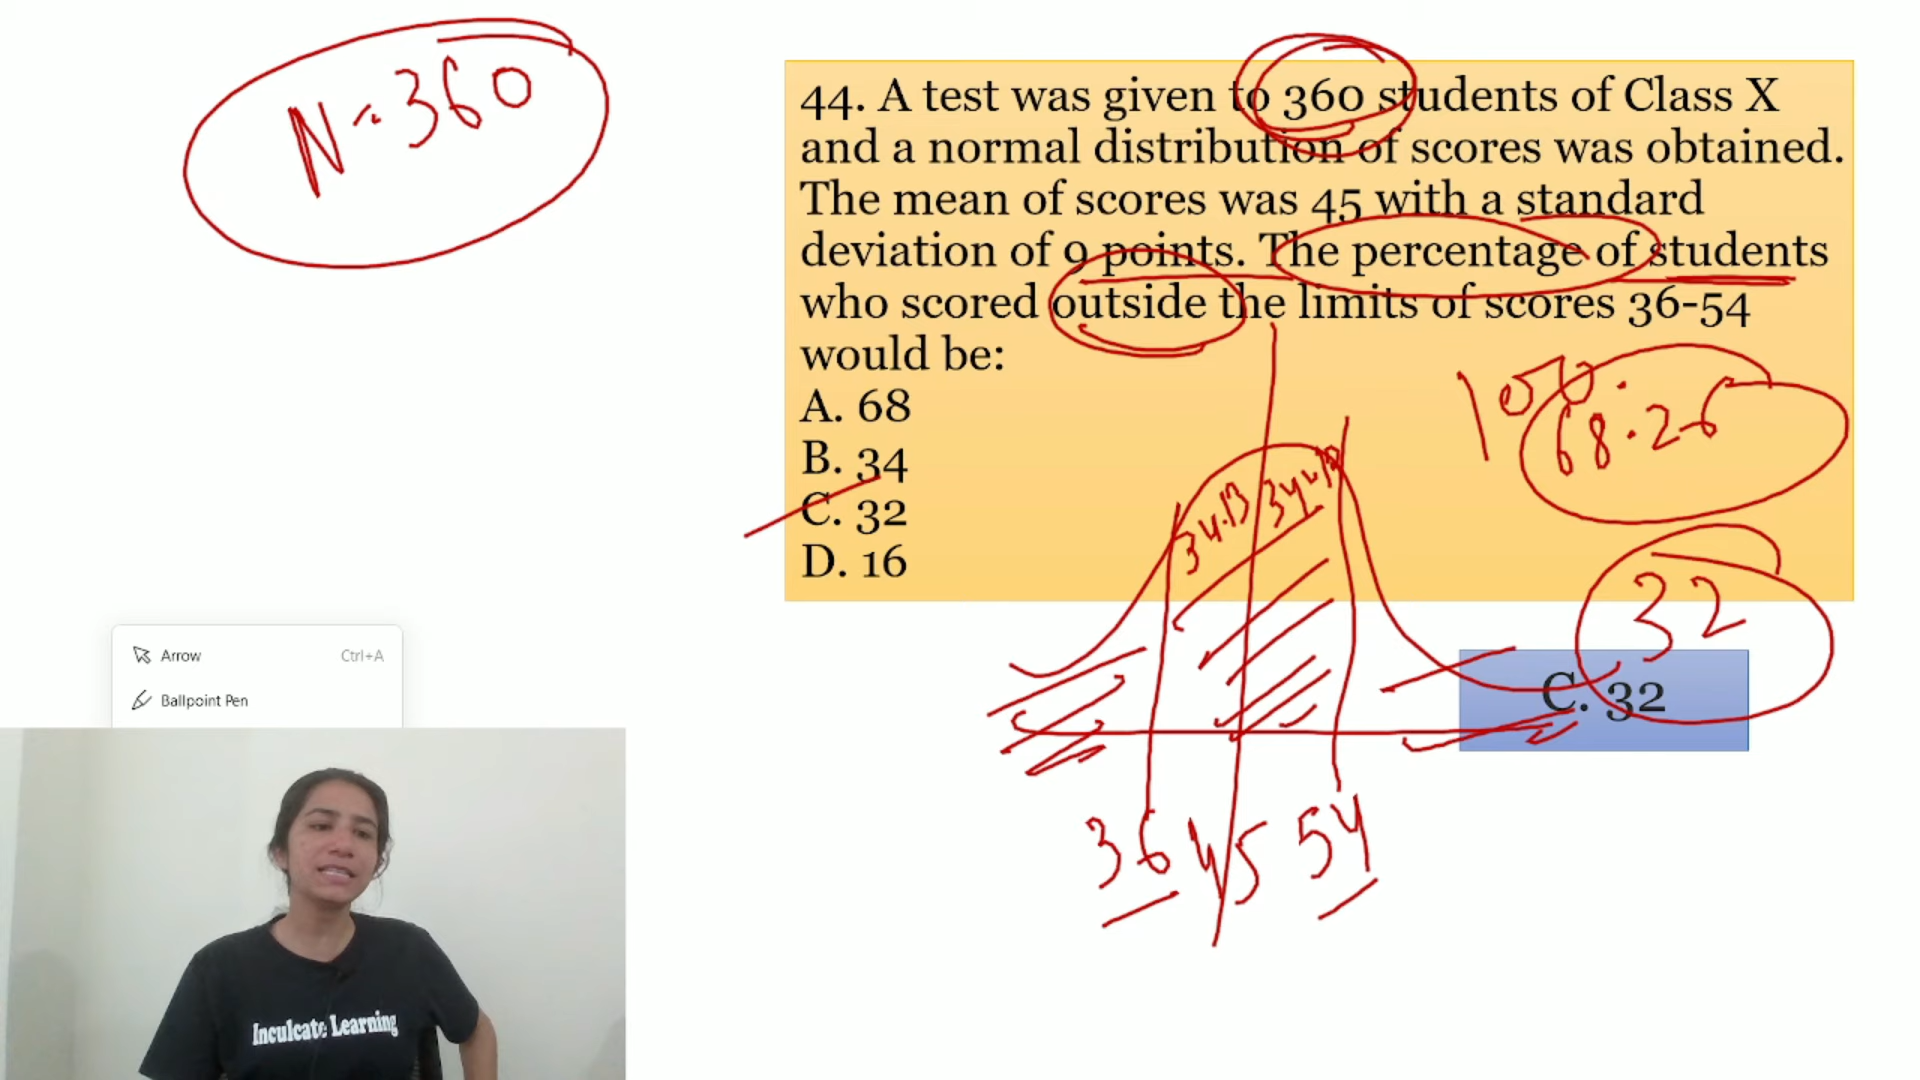 N = 360
44. A test was given to 360 students of Class X
and a normal distribution of scores was obtained.
The mean of scores was 45 with a standard
deviation of 9 points. The percentage of students
who scored outside the limits of scores 36-54
would be:
A. 68
B. 34
C. 32
D. 16
100.
68.26
34.13 34.13
32
C. 32
36 45 54
Arrow Ctrl+A
Ballpoint Pen
Inculcate Learning